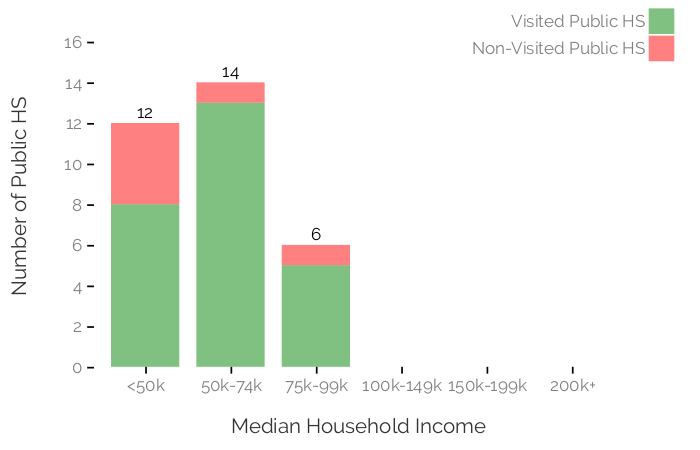 Visited Public HS
Non-Visited Public HS
Number of Public HS
16
14
12
10
8
6
4
2
0
12
14
6
<50k
50k-74k
75k-99k
100k-149k
150k-199k
200k+
Median Household Income